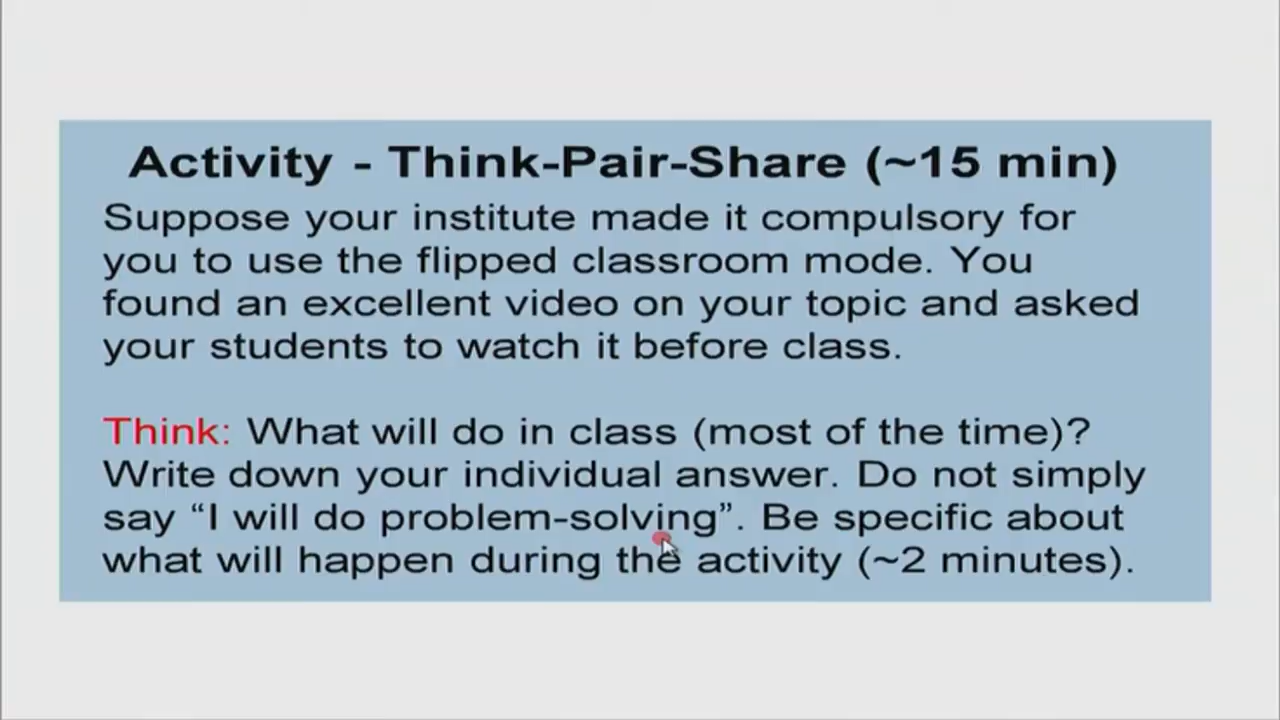 Activity - Think-Pair-Share (~15 min)
Suppose your institute made it compulsory for
you to use the flipped classroom mode. You
found an excellent video on your topic and asked
your students to watch it before class.
Think: What will do in class (most of the time)?
Write down your individual answer. Do not simply
say “I will do problem-solving”. Be specific about
what will happen during the activity (~2 minutes).